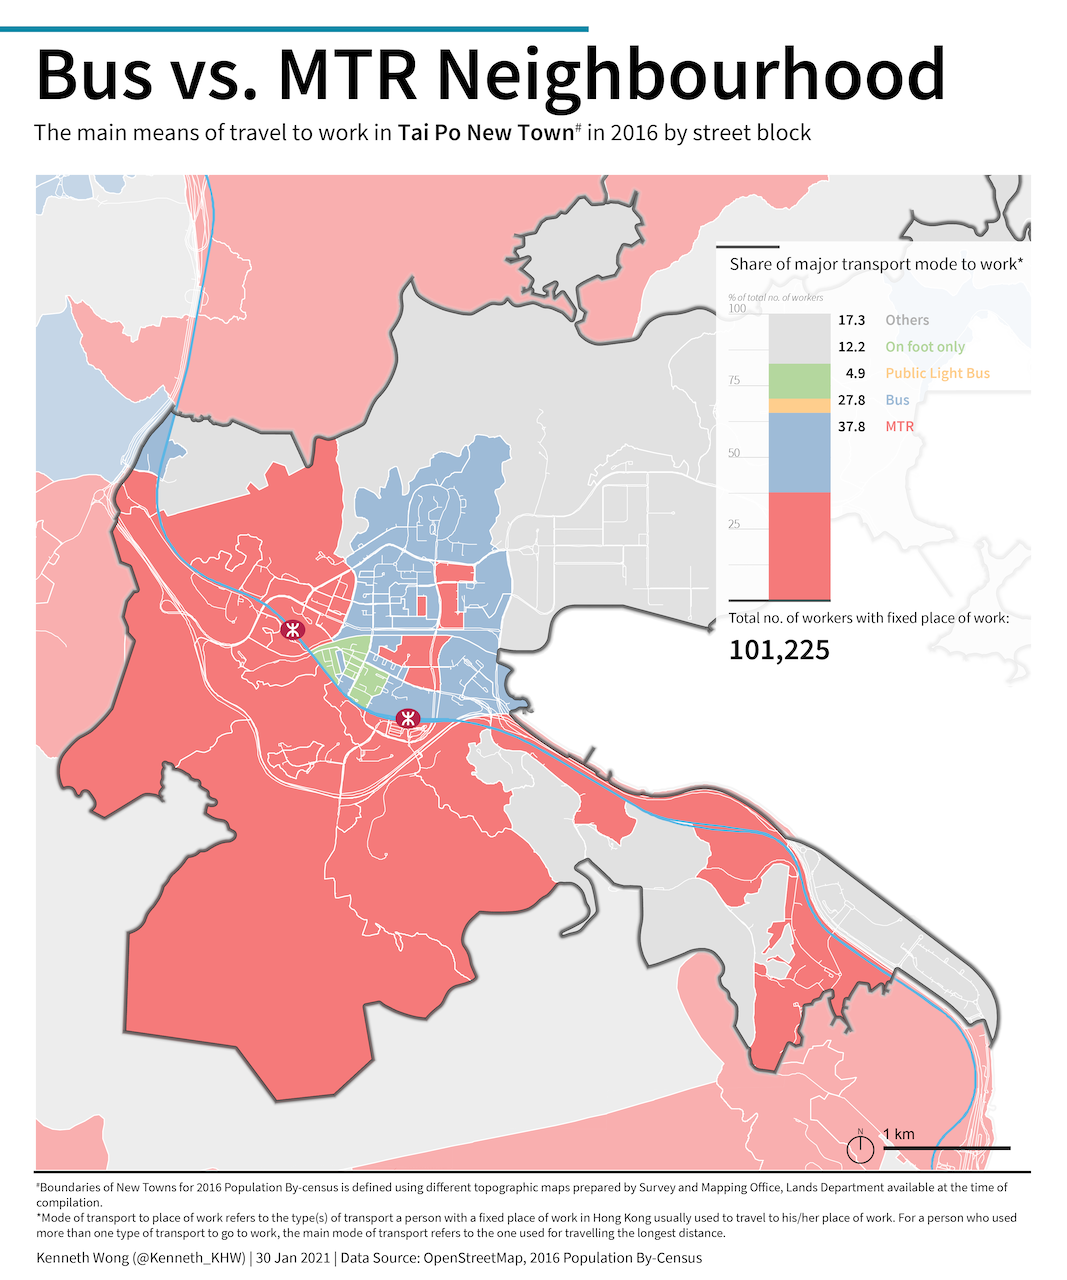 Bus vs. MTR Neighbourhood
The main means of travel to work in Tai Po New Town# in 2016 by street block
Share of major transport mode to work*
% of total no. of workers
100
75
50
25
17.3 Others
12.2 On foot only
4.9 Public Light Bus
27.8 Bus
37.8 MTR
Total no. of workers with fixed place of work:
101,225
N
1 km
#Boundaries of New Towns for 2016 Population By-census is defined using different topographic maps prepared by Survey and Mapping Office, Lands Department available at the time of
compilation.
*Mode of transport to place of work refers to the type(s) of transport a person with a fixed place of work in Hong Kong usually used to travel to his/her place of work. For a person who used
more than one type of transport to go to work, the main mode of transport refers to the one used for travelling the longest distance.
Kenneth Wong (@Kenneth_KHW) | 30 Jan 2021 | Data Source: OpenStreetMap, 2016 Population By-Census